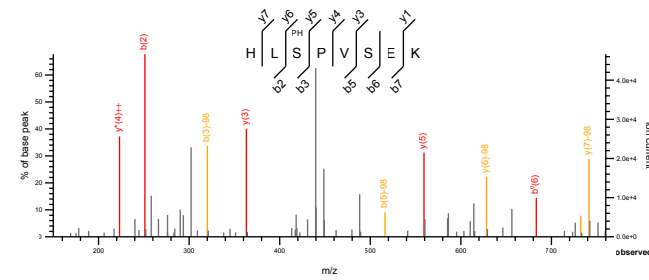 y7 y6 y5 y4 y3 y1
PH
H L S P V S E K
b2 b3 b5 b6 b7
y*(4)++
b(2)
b(3)-98
y(3)
b(5)-98
y(5)
y(6)-98
b°(6)
y(7)-98
% of base peak
60
50
40
30
20
10
3
4.0e+4
3.0e+4
2.0e+4
1.0e+4
0.0e+0
ion current
200 300 400 500 600 700
observed
m/z